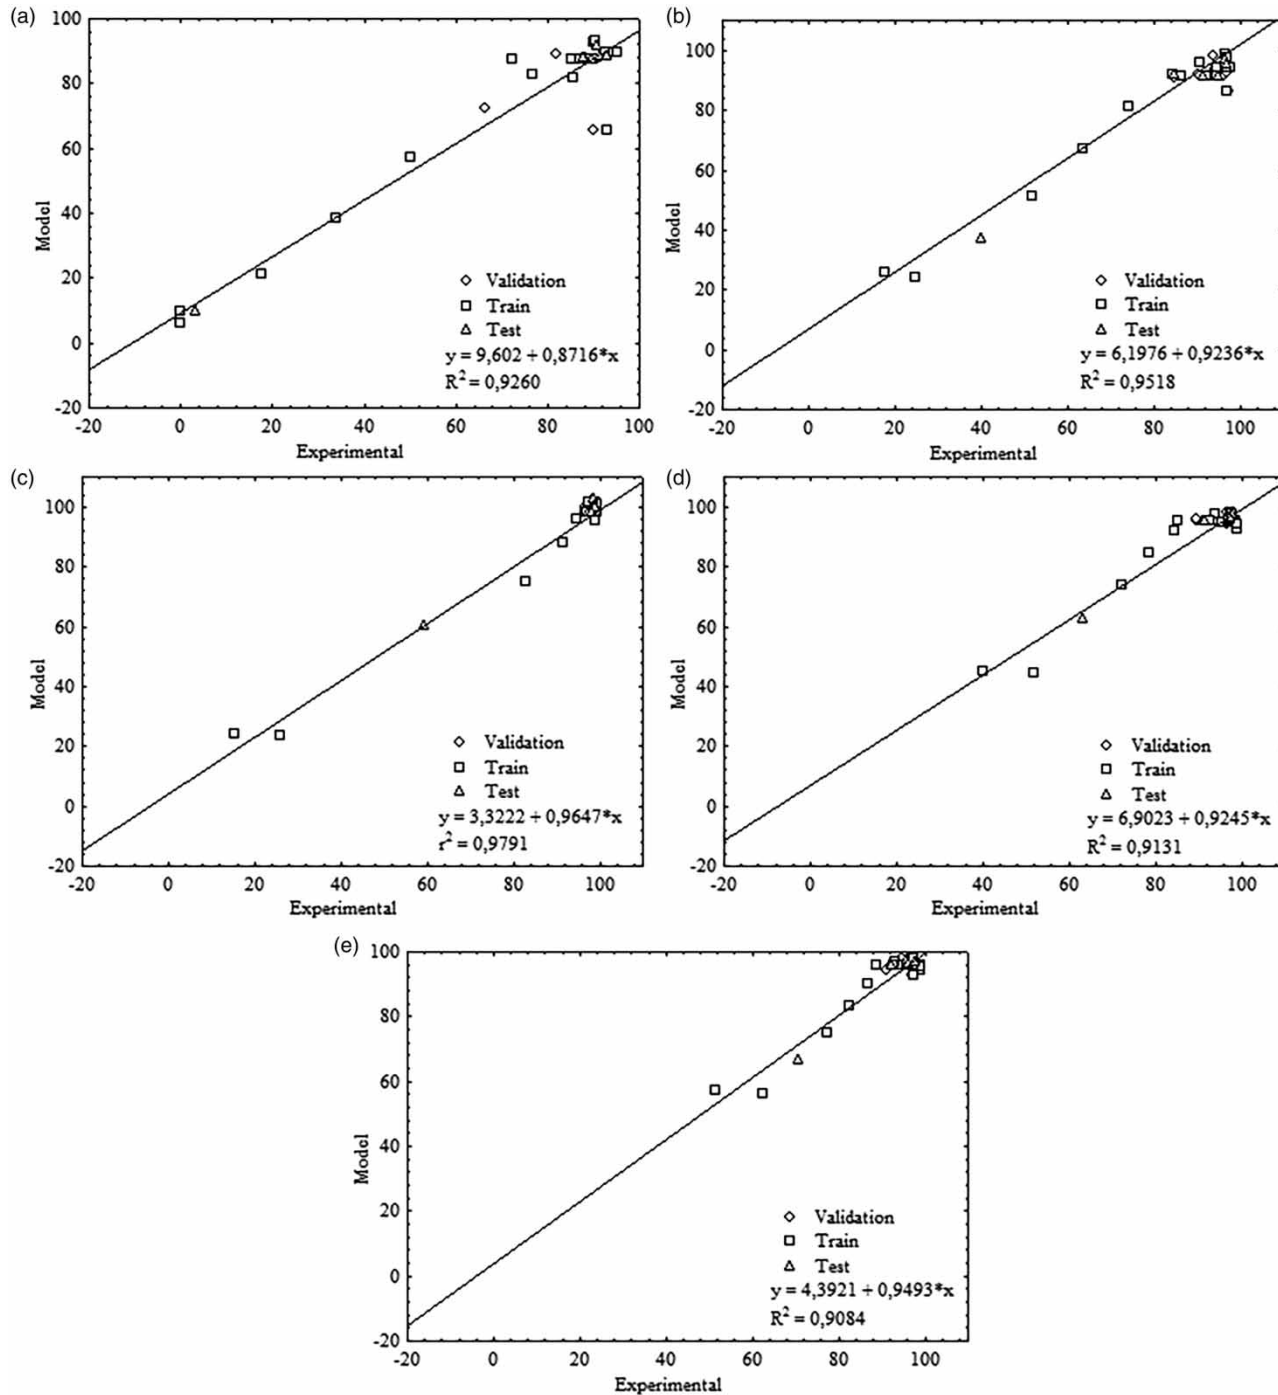 (a)
100
80
60
40
20
0
-20
Model
Validation
Train
Test
y = 9,602 + 0,8716*x
R² = 0,9260
-20 0 20 40 60 80 100
Experimental
(b)
100
80
60
40
20
0
-20
Model
Validation
Train
Test
y = 6,1976 + 0,9236*x
R² = 0,9518
-20 0 20 40 60 80 100
Experimental
(c)
100
80
60
40
20
0
-20
Model
Validation
Train
Test
y = 3,3222 + 0,9647*x
r² = 0,9791
-20 0 20 40 60 80 100
Experimental
(d)
100
80
60
40
20
0
-20
Model
Validation
Train
Test
y = 6,9023 + 0,9245*x
R² = 0,9131
-20 0 20 40 60 80 100
Experimental
(e)
100
80
60
40
20
0
-20
Model
Validation
Train
Test
y = 4,3921 + 0,9493*x
R² = 0,9084
-20 0 20 40 60 80 100
Experimental